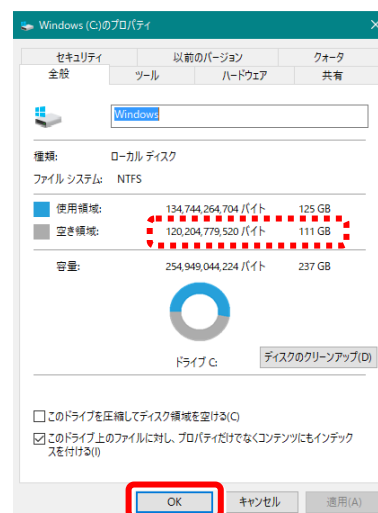 Windows (C:)のプロパティ
セキュリティ 以前のバージョン クォータ
全般 ツール ハードウェア 共有
Windows
種類: ローカル ディスク
ファイル システム: NTFS
使用領域: 134,744,264,704 バイト 125 GB
空き領域: 120,204,779,520 バイト 111 GB
容量: 254,949,044,224 バイト 237 GB
ドライブ C: ディスクのクリーンアップ(D)
このドライブを圧縮してディスク領域を空ける(C)
このドライブ上のファイルに対し、プロパティだけでなくコンテンツにもインデック
スを付ける(I)
OK キャンセル 適用(A)